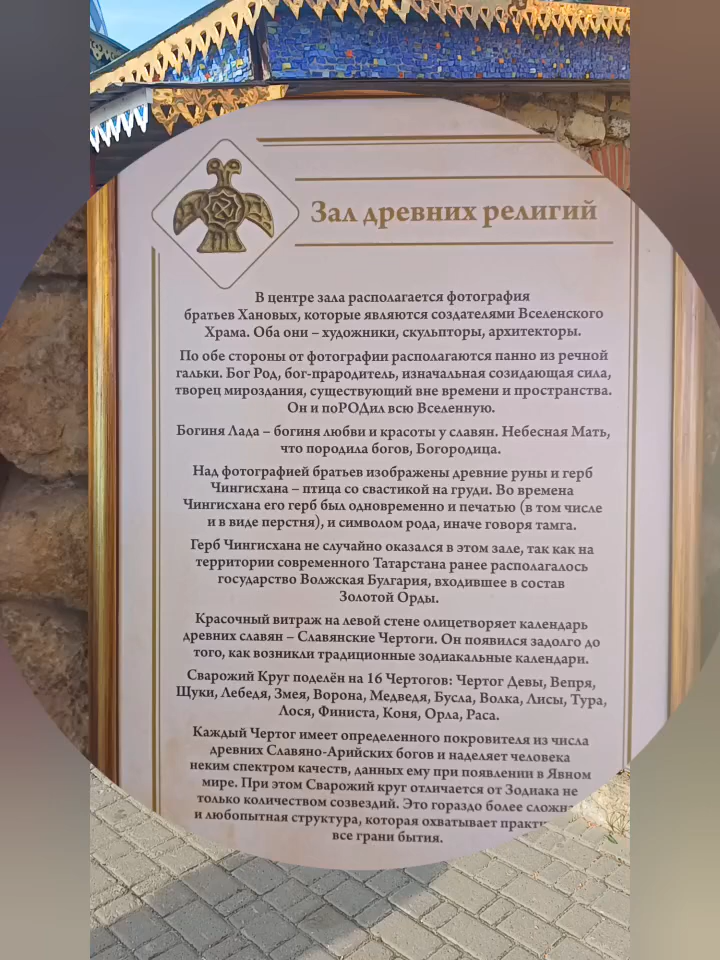 Зал древних религий
В центре зала располагается фотография
братьев Хановых, которые являются создателями Вселенского
Храма. Оба они – художники, скульпторы, архитекторы.
По обе стороны от фотографии располагаются панно из речной
гальки. Бог Род, бог-прародитель, изначальная созидающая сила,
творец мироздания, существующий вне времени и пространства.
Он и поРОДил всю Вселенную.
Богиня Лада – богиня любви и красоты у славян. Небесная Мать,
что породила богов, Богородица.
Над фотографией братьев изображены древние руны и герб
Чингисхана – птица со свастикой на груди. Во времена
Чингисхана его герб был одновременно и печатью (в том числе
и в виде перстня), и символом рода, иначе говоря тамга.
Герб Чингисхана не случайно оказался в этом зале, так как на
территории современного Татарстана ранее располагалось
государство Волжская Булгария, входившее в состав
Золотой Орды.
Красочный витраж на левой стене олицетворяет календарь
древних славян – Славянские Чертоги. Он появился задолго до
того, как возникли традиционные зодиакальные календари.
Сварожий Круг поделён на 16 Чертогов: Чертог Девы, Вепря,
Щуки, Лебедя, Змея, Ворона, Медведя, Бусла, Волка, Лисы, Тура,
Лося, Финиста, Коня, Орла, Раса.
Каждый Чертог имеет определенного покровителя из числа
древних Славяно-Арийских богов и наделяет человека
неким спектром качеств, данных ему при появлении в Явном
мире. При этом Сварожий круг отличается от Зодиака не
только количеством созвездий. Это гораздо более
и любопытная структура, которая охватывает
все грани бытия.